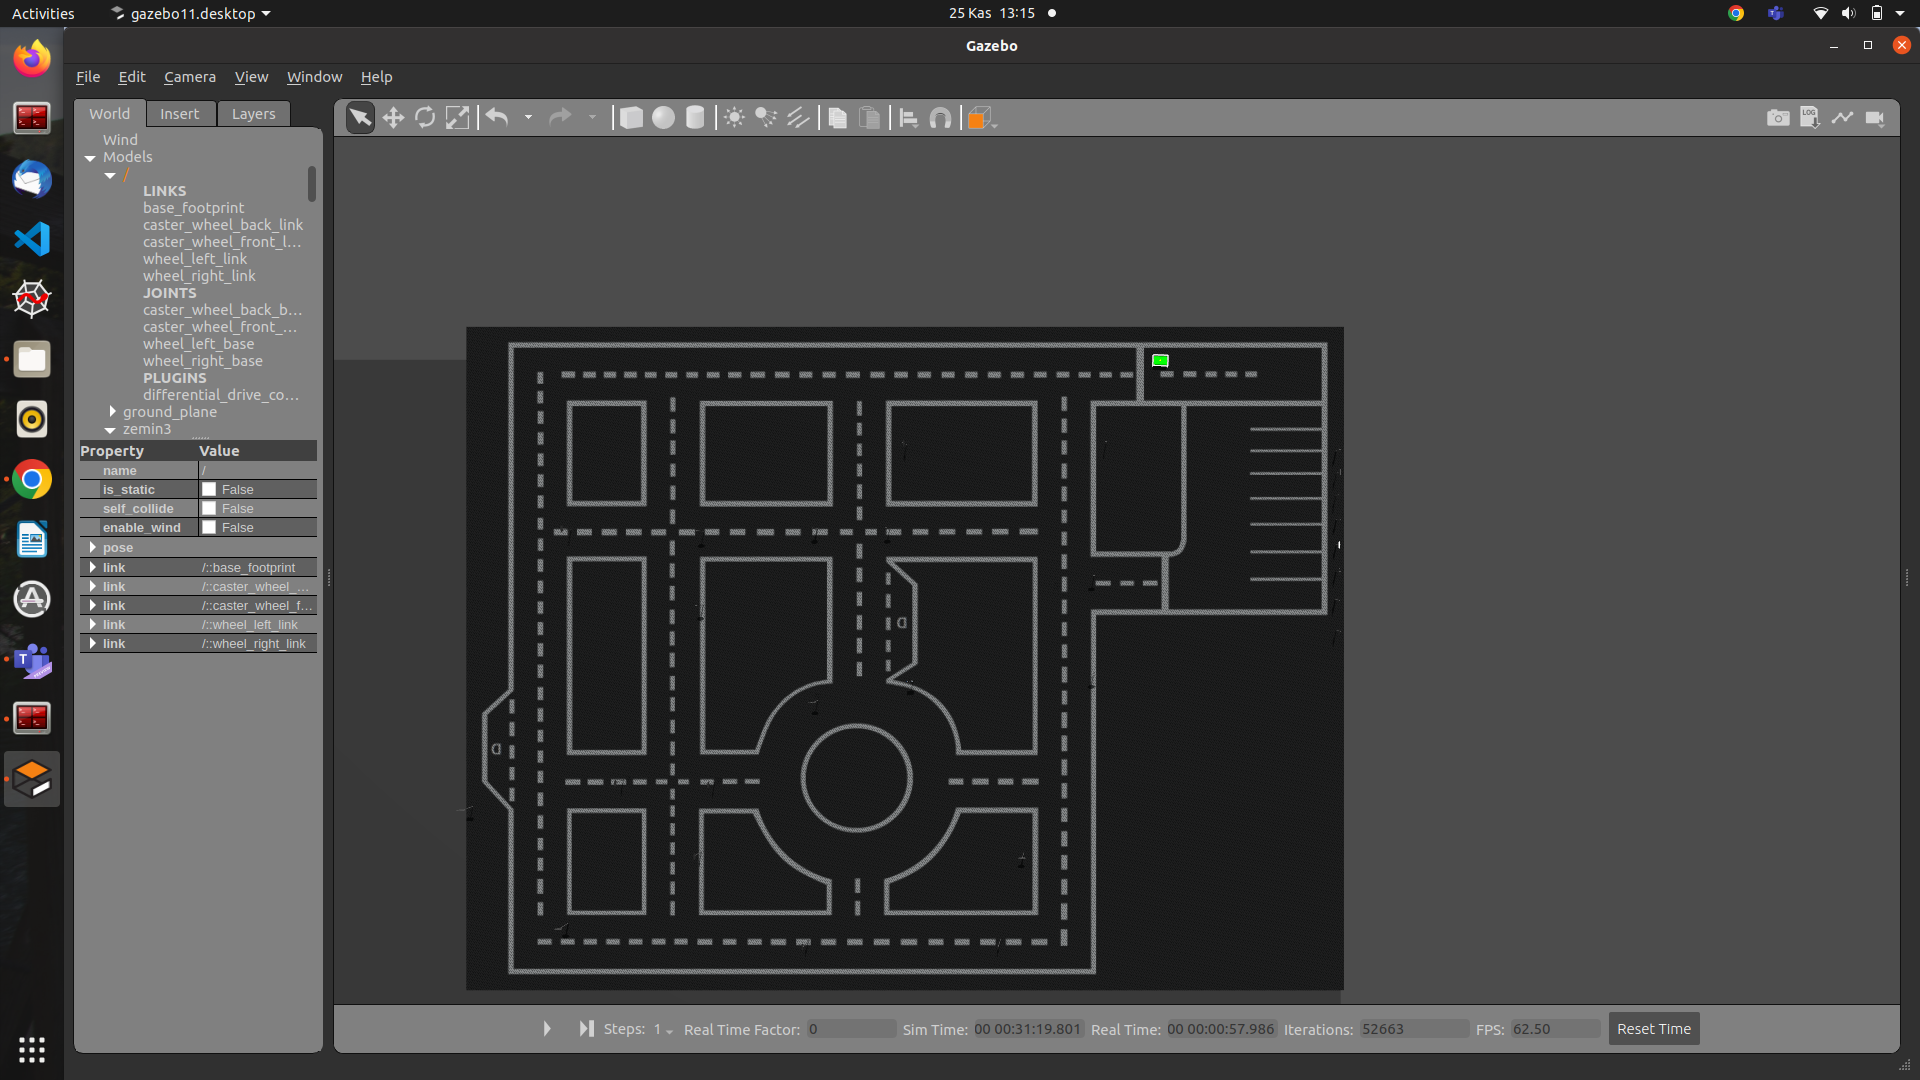 Activities
gazebo11.desktop
25 Kas 13:15
Gazebo
File Edit Camera View Window Help
World Insert Layers
Wind
Models
/
LINKS
base_footprint
caster_wheel_back_link
caster_wheel_front_l...
wheel_left_link
wheel_right_link
JOINTS
caster_wheel_back_b...
caster_wheel_front_...
wheel_left_base
wheel_right_base
PLUGINS
differential_drive_co...
ground_plane
zemin3
Property Value
name /
is_static False
self_collide False
enable_wind False
pose
link /::base_footprint
link /::caster_wheel_...
link /::caster_wheel_f...
link /::wheel_left_link
link /::wheel_right_link
LOG
D
D
Steps: 1 Real Time Factor: 0 Sim Time: 00 00:31:19.801 Real Time: 00 00:00:57.986 Iterations: 52663 FPS: 62.50 Reset Time